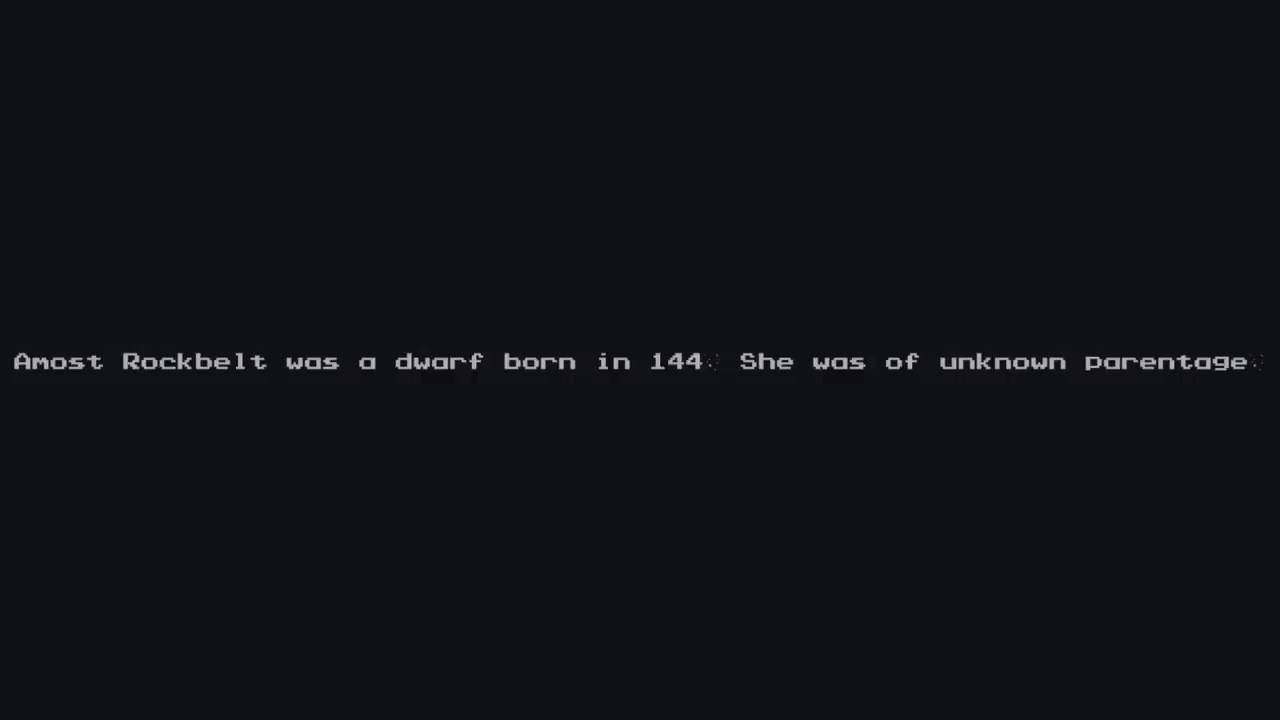 Amost Rockbelt was a dwarf born in 144. She was of unknown parentage.